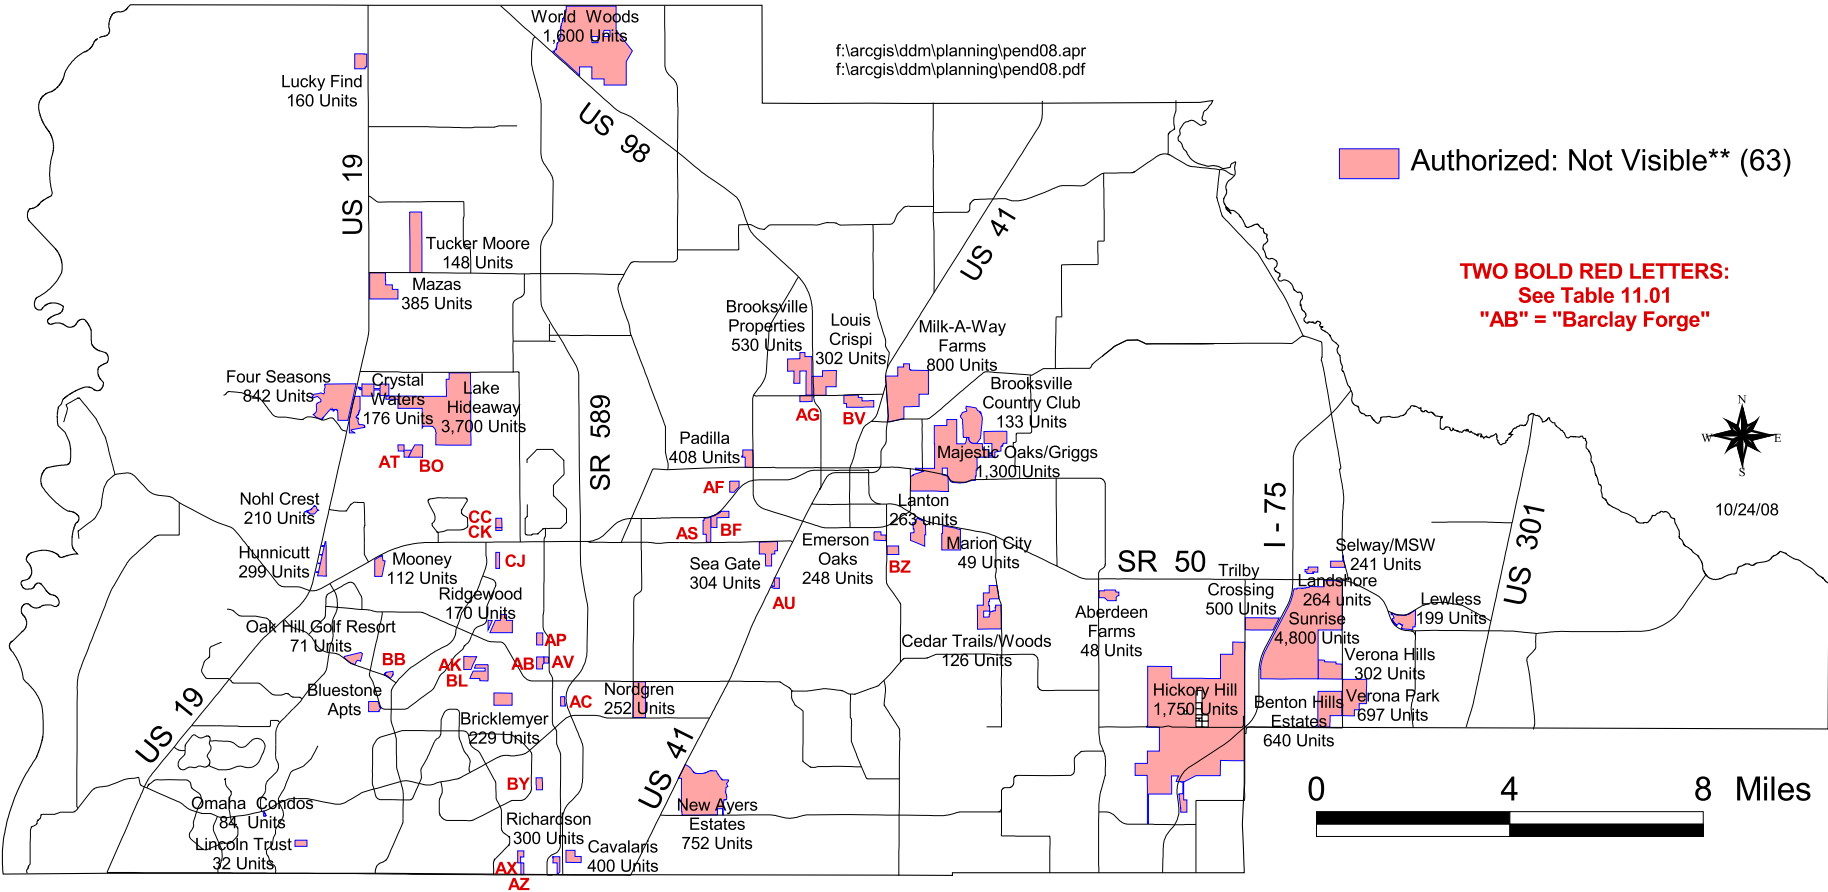 World Woods
1,600 Units
f:\arcgis\ddm\planning\pend08.apr
f:\arcgis\ddm\planning\pend08.pdf
Lucky Find
160 Units
US 98
US 19
Authorized: Not Visible** (63)
US 41
Tucker Moore
148 Units
Mazas
385 Units
TWO BOLD RED LETTERS:
See Table 11.01
"AB" = "Barclay Forge"
Brooksville
Properties
530 Units
Louis
Crispi
302 Units
Milk-A-Way
Farms
800 Units
Four Seasons
842 Units
Crystal
Waters
176 Units
Lake
Hideaway
3,700 Units
SR 589
Brooksville
Country Club
133 Units
AG
BV
Padilla
408 Units
Majestic Oaks/Griggs
1,300 Units
AT
BO
N
W
E
S
AF
Nohl Crest
210 Units
Lanton
263 units
10/24/08
CC
CK
AS
BF
I - 75
US 301
Hunnicutt
299 Units
Mooney
112 Units
CJ
Sea Gate
304 Units
Emerson
Oaks
248 Units
BZ
Marion City
49 Units
SR 50
Selway/MSW
241 Units
Trilby
Crossing
500 Units
Landshore
264 units
Ridgewood
170 Units
AU
Aberdeen
Farms
48 Units
Sunrise
4,800 Units
Lewless
199 Units
Oak Hill Golf Resort
71 Units
AP
Cedar Trails/Woods
126 Units
BB
AK
BL
AB
AV
Verona Hills
302 Units
Bluestone
Apts
AC
Nordgren
252 Units
Hickory Hill
1,750 Units
Benton Hills
Estates
640 Units
Verona Park
697 Units
US 19
Bricklemyer
229 Units
US 41
BY
0 4 8 Miles
Omaha Condos
84 Units
New Ayers
Estates
752 Units
Lincoln Trust
32 Units
Richardson
300 Units
Cavalaris
400 Units
AX
AZ